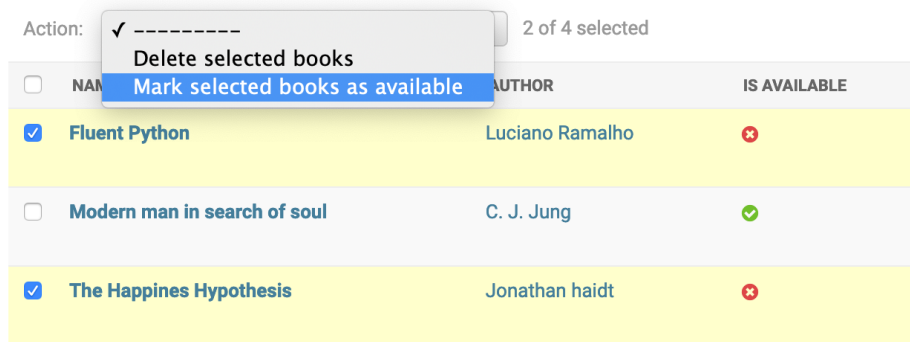 Action:
---------
2 of 4 selected
Delete selected books
Mark selected books as available
AUTHOR
IS AVAILABLE
Fluent Python
Luciano Ramalho
Modern man in search of soul
C. J. Jung
The Happines Hypothesis
Jonathan haidt